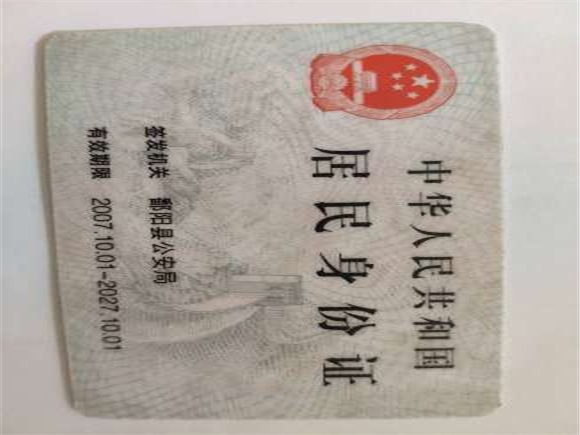 中华人民共和国
居民身份证
签发机关 鄱阳县公安局
有效期限 2007.10.01-2027.10.01